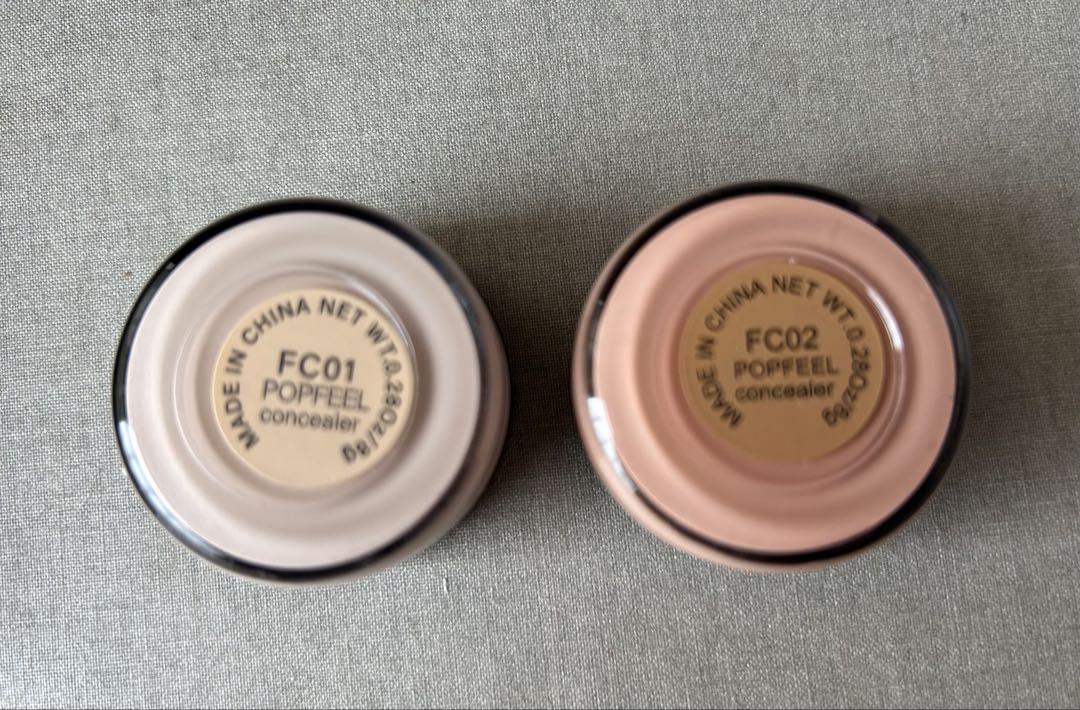 MADE IN CHINA NET WT.0.28Oz/8g
FC01
POPFEEL
concealer
MADE IN CHINA NET WT.0.28Oz/8g
FC02
POPFEEL
concealer